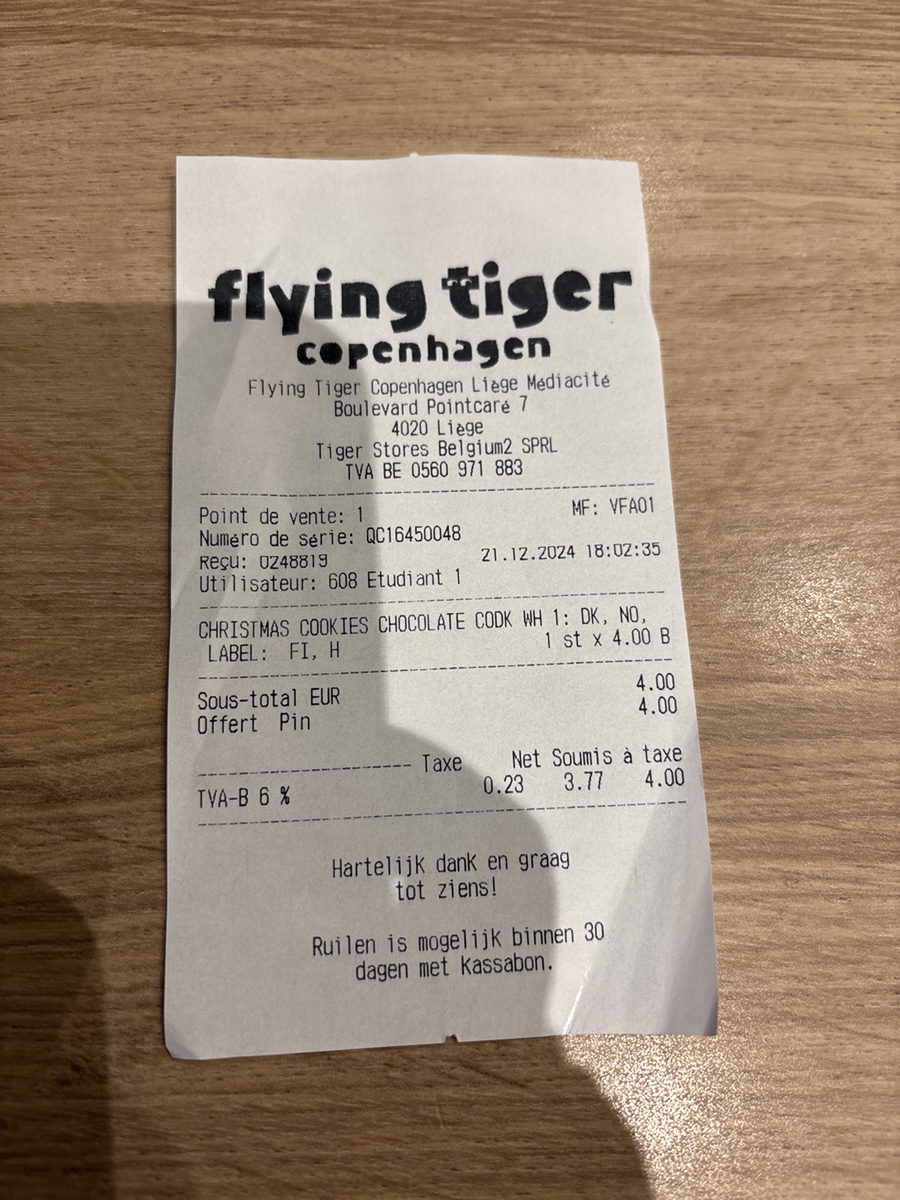 flying tiger
copenhagen
Flying Tiger Copenhagen Liège Médiacité
Boulevard Pointcaré 7
4020 Liège
Tiger Stores Belgium2 SPRL
TVA BE 0560 971 883
Point de vente: 1 MF: VFA01
Numéro de série: QC16450048
Reçu: 0248819 21.12.2024 18:02:35
Utilisateur: 608 Etudiant 1
CHRISTMAS COOKIES CHOCOLATE CODK WH 1: DK, NO,
LABEL: FI, H 1 st x 4.00 B
Sous-total EUR 4.00
Offert Pin 4.00
Taxe Net Soumis à taxe
TVA-B 6 % 0.23 3.77 4.00
Hartelijk dank en graag
tot ziens!
Ruilen is mogelijk binnen 30
dagen met Kassabon.